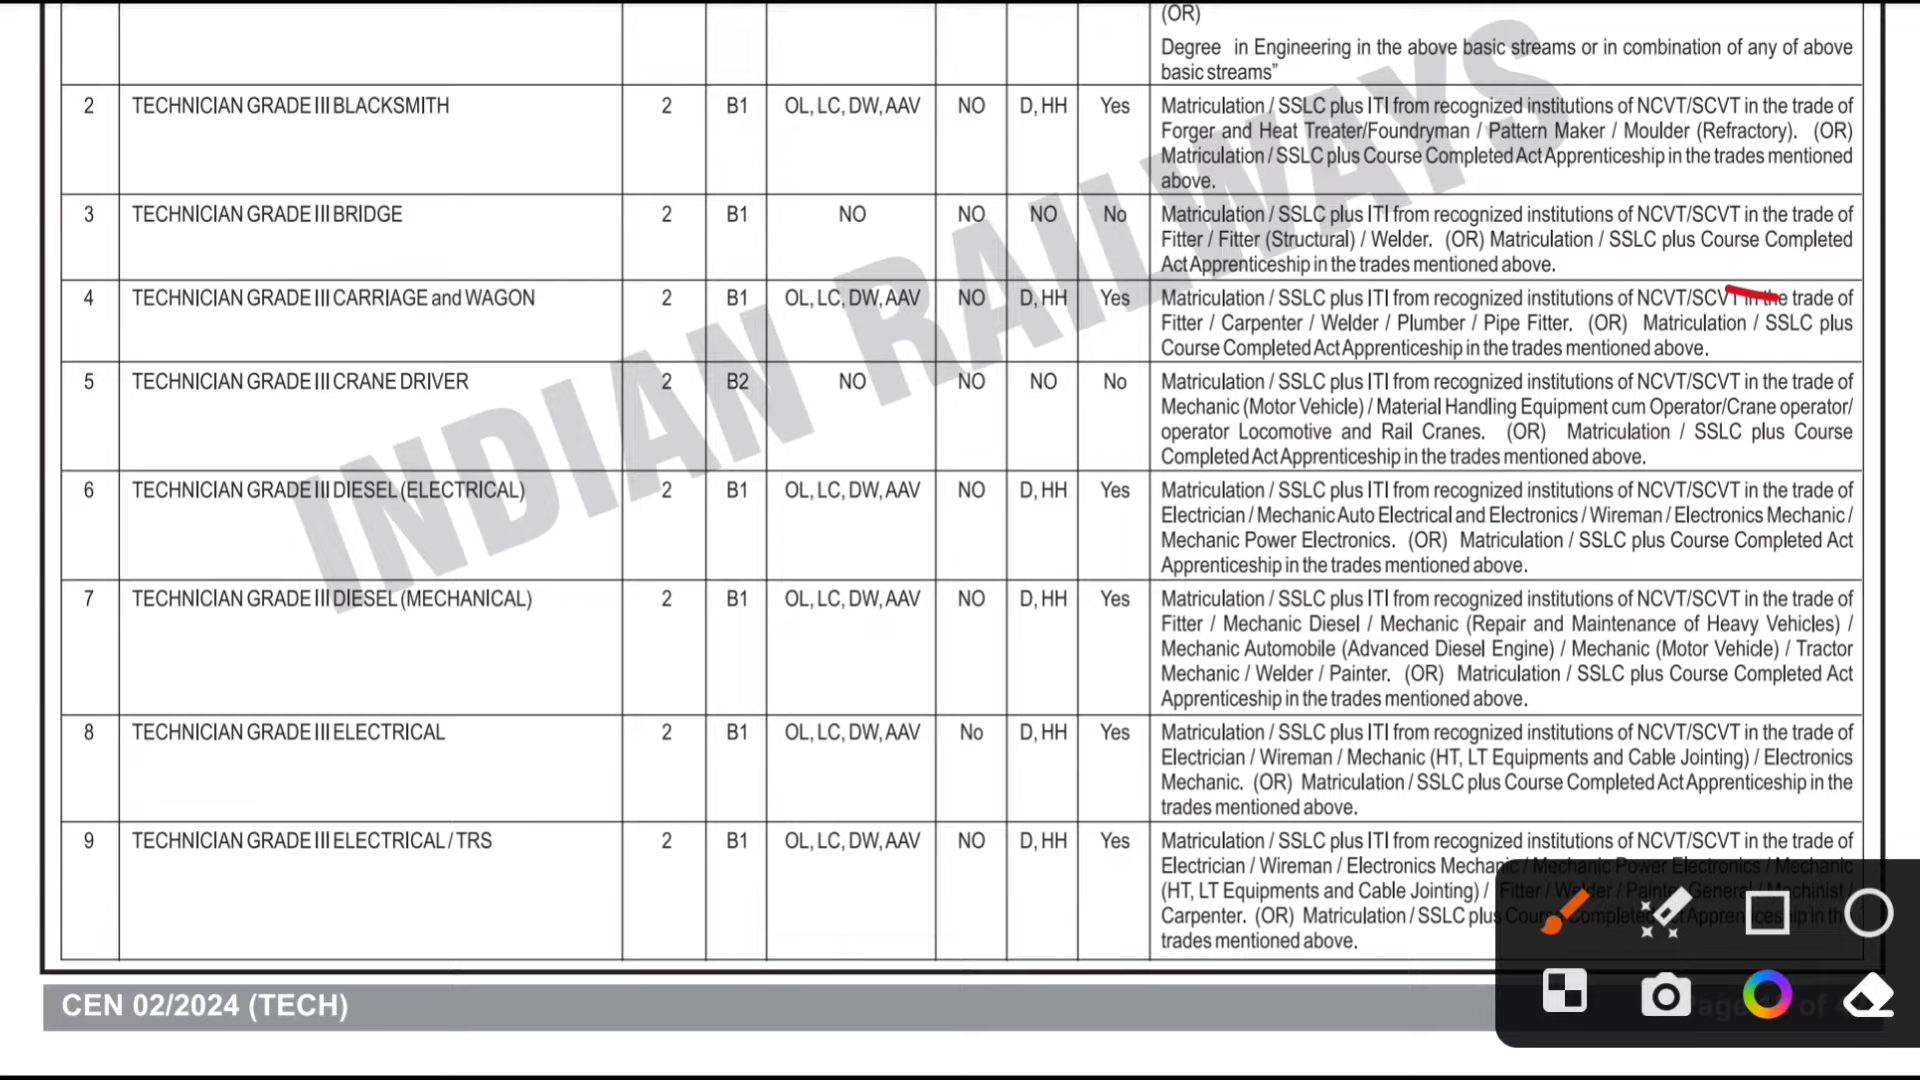 (OR)
Degree in Engineering in the above basic streams or in combination of any of above
basic streams”
2 TECHNICIAN GRADE III BLACKSMITH 2 B1 OL, LC, DW, AAV NO D, HH Yes Matriculation / SSLC plus ITI from recognized institutions of NCVT/SCVT in the trade of
Forger and Heat Treater/Foundryman / Pattern Maker / Moulder (Refractory). (OR)
Matriculation / SSLC plus Course Completed Act Apprenticeship in the trades mentioned
above.
3 TECHNICIAN GRADE III BRIDGE 2 B1 NO NO NO No Matriculation / SSLC plus ITI from recognized institutions of NCVT/SCVT in the trade of
Fitter / Fitter (Structural) / Welder. (OR) Matriculation / SSLC plus Course Completed
Act Apprenticeship in the trades mentioned above.
4 TECHNICIAN GRADE III CARRIAGE and WAGON 2 B1 OL, LC, DW, AAV NO D, HH Yes Matriculation / SSLC plus ITI from recognized institutions of NCVT/SCVT in the trade of
Fitter / Carpenter / Welder / Plumber / Pipe Fitter. (OR) Matriculation / SSLC plus
Course Completed Act Apprenticeship in the trades mentioned above.
5 TECHNICIAN GRADE III CRANE DRIVER 2 B2 NO NO NO No Matriculation / SSLC plus ITI from recognized institutions of NCVT/SCVT in the trade of
Mechanic (Motor Vehicle) / Material Handling Equipment cum Operator/Crane operator/
operator Locomotive and Rail Cranes. (OR) Matriculation / SSLC plus Course
Completed Act Apprenticeship in the trades mentioned above.
6 TECHNICIAN GRADE III DIESEL (ELECTRICAL) 2 B1 OL, LC, DW, AAV NO D, HH Yes Matriculation / SSLC plus ITI from recognized institutions of NCVT/SCVT in the trade of
Electrician / Mechanic Auto Electrical and Electronics / Wireman / Electronics Mechanic /
Mechanic Power Electronics. (OR) Matriculation / SSLC plus Course Completed Act
Apprenticeship in the trades mentioned above.
7 TECHNICIAN GRADE III DIESEL (MECHANICAL) 2 B1 OL, LC, DW, AAV NO D, HH Yes Matriculation / SSLC plus ITI from recognized institutions of NCVT/SCVT in the trade of
Fitter / Mechanic Diesel / Mechanic (Repair and Maintenance of Heavy Vehicles) /
Mechanic Automobile (Advanced Diesel Engine) / Mechanic (Motor Vehicle) / Tractor
Mechanic / Welder / Painter. (OR) Matriculation / SSLC plus Course Completed Act
Apprenticeship in the trades mentioned above.
8 TECHNICIAN GRADE III ELECTRICAL 2 B1 OL, LC, DW, AAV No D, HH Yes Matriculation / SSLC plus ITI from recognized institutions of NCVT/SCVT in the trade of
Electrician / Wireman / Mechanic (HT, LT Equipments and Cable Jointing) / Electronics
Mechanic. (OR) Matriculation / SSLC plus Course Completed Act Apprenticeship in the
trades mentioned above.
9 TECHNICIAN GRADE III ELECTRICAL / TRS 2 B1 OL, LC, DW, AAV NO D, HH Yes Matriculation / SSLC plus ITI from recognized institutions of NCVT/SCVT in the trade of
Electrician / Wireman / Electronics Mechanic / Mechanic Power Electronics / Mechanic
(HT, LT Equipments and Cable Jointing) / Fitter / Welder / Painter General / Machinist /
Carpenter. (OR) Matriculation / SSLC plus Course Completed Act Apprenticeship in the
trades mentioned above.
INDIAN RAILWAYS
CEN 02/2024 (TECH)